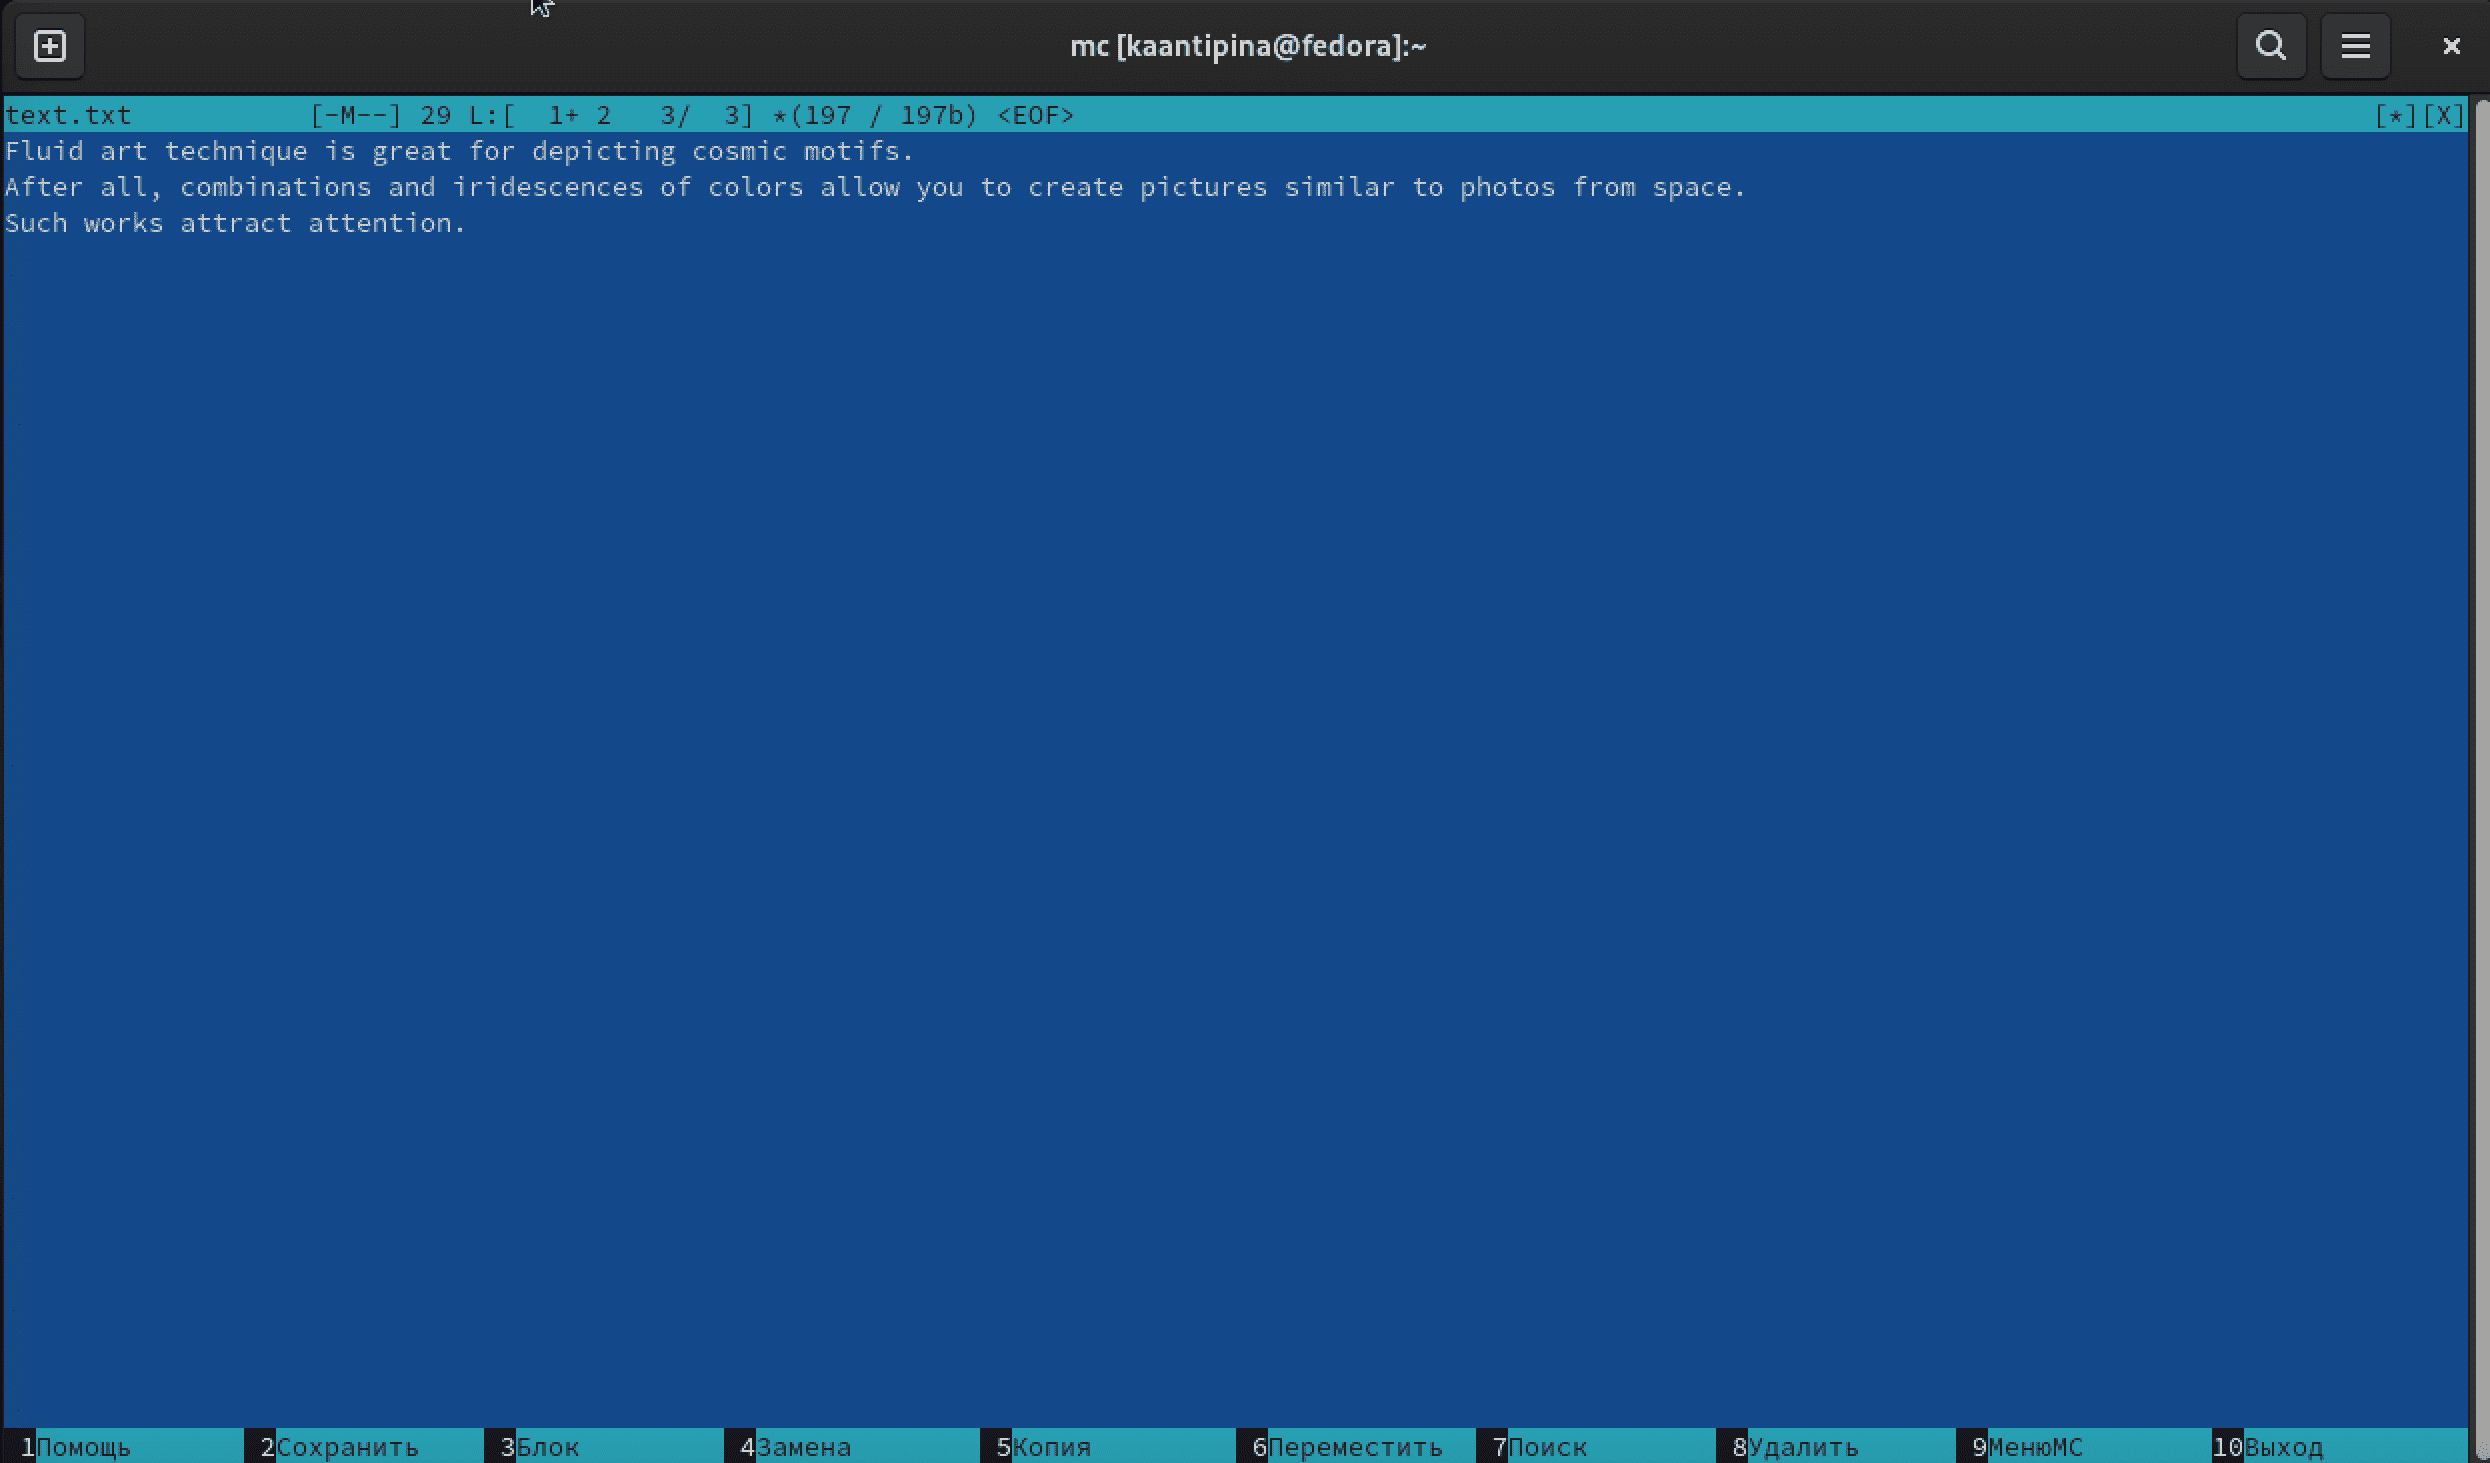 mc [kaantipina@fedora]:~
text.txt [-M--] 29 L:[ 1+ 2 3/ 3] *(197 / 197b) <EOF> [*][X]
Fluid art technique is great for depicting cosmic motifs.
After all, combinations and iridescences of colors allow you to create pictures similar to photos from space.
Such works attract attention.
1Помощь 2Сохранить 3Блок 4Замена 5Копия 6Переместить 7Поиск 8Удалить 9МенюМС 10Выход